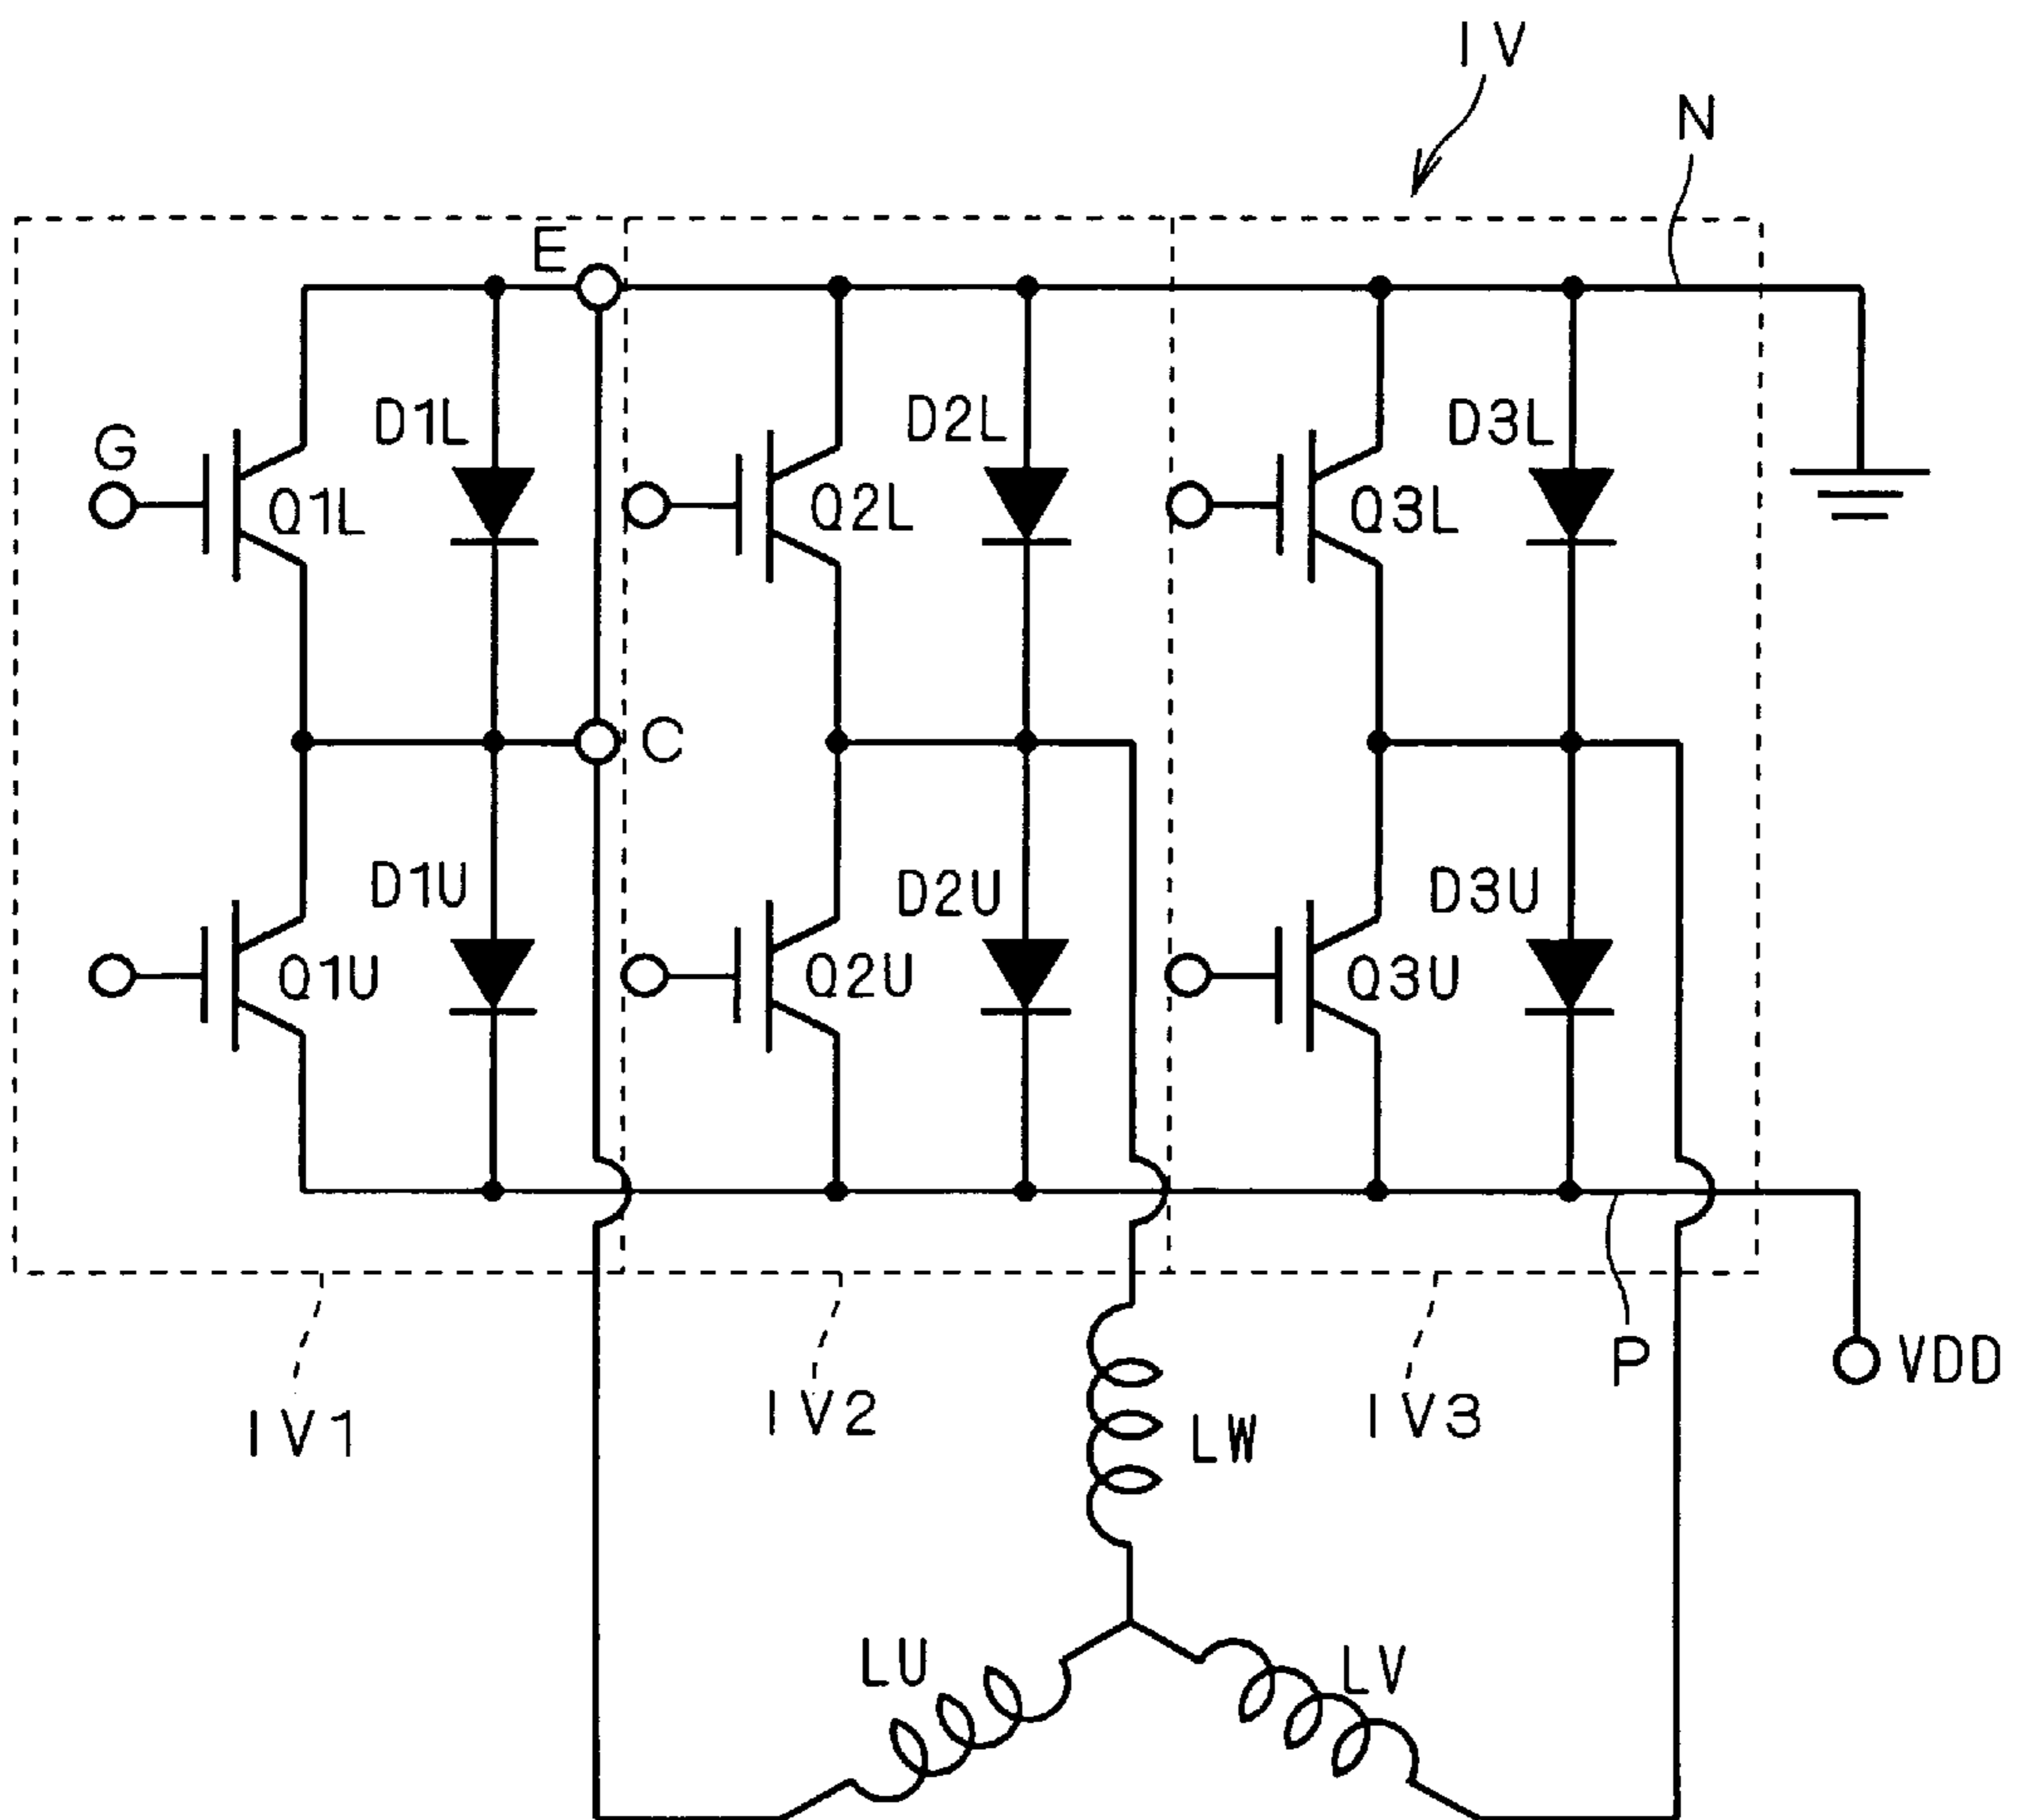 IV
N
E
G
D1L
D2L
D3L
Q1L
Q2L
Q3L
C
D1U
D2U
D3U
Q1U
Q2U
Q3U
P
VDD
IV1
IV2
IV3
LW
LU
LV